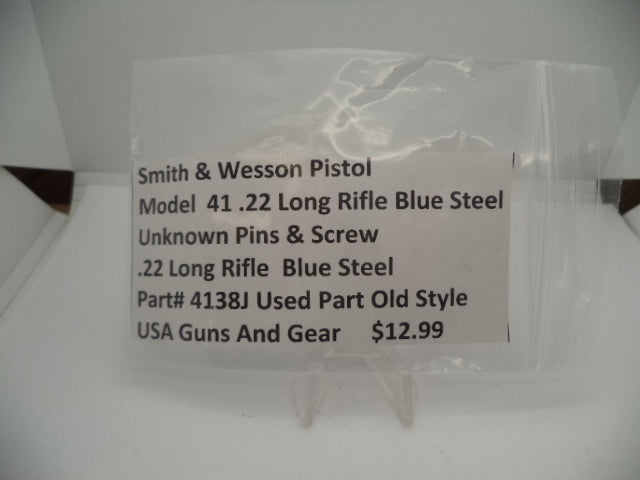 Smith & Wesson Pistol
Model 41 .22 Long Rifle Blue Steel
Unknown Pins & Screw
.22 Long Rifle Blue Steel
Part# 4138J Used Part Old Style
USA Guns And Gear $12.99